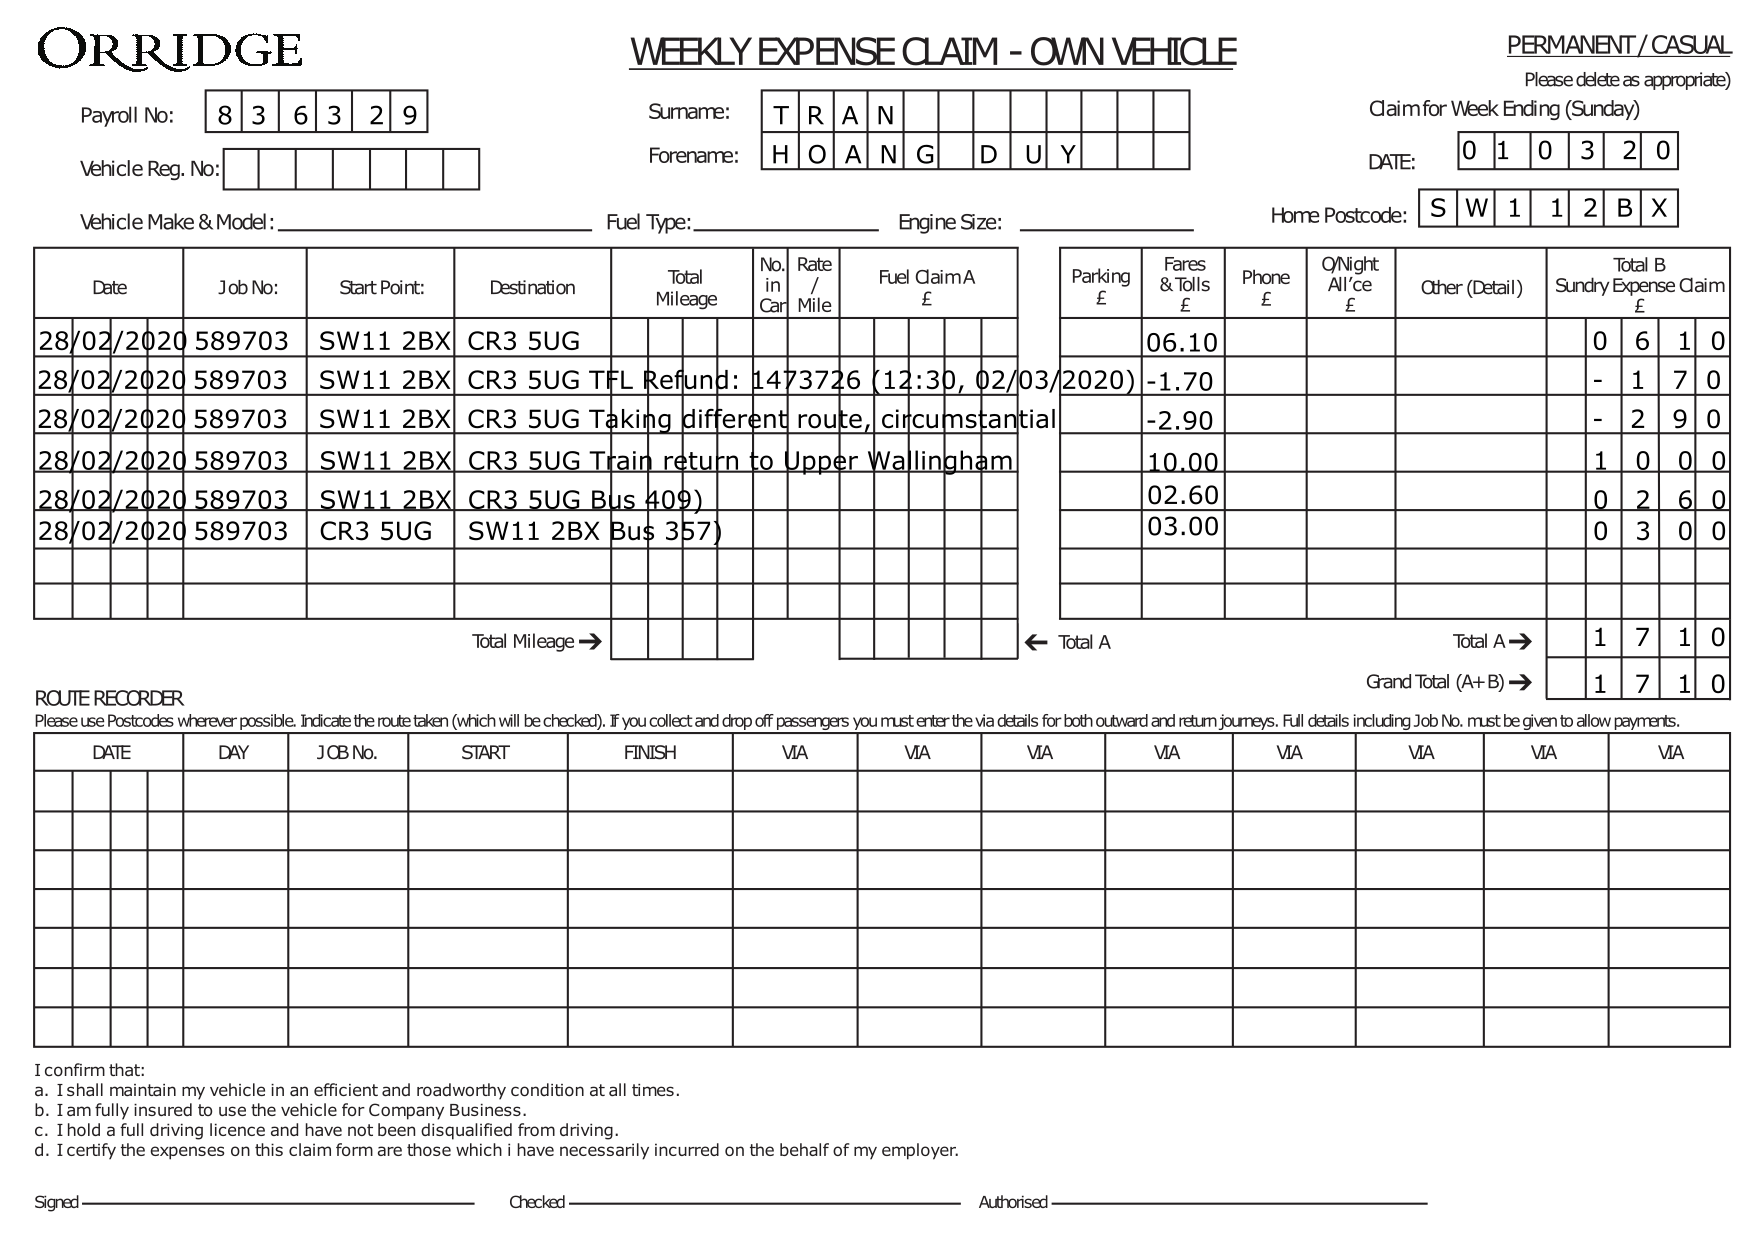 ORRIDGE
WEEKLY EXPENSE CLAIM - OWN VEHICLE
PERMANENT / CASUAL
Please delete as appropriate)
Payroll No: 8 3 6 3 2 9
Surname: T R A N
Claim for Week Ending (Sunday)
Vehicle Reg. No:
Forename: H O A N G D U Y
DATE: 0 1 0 3 2 0
Vehicle Make & Model: Fuel Type: Engine Size:
Home Postcode: S W 1 1 2 B X
Date Job No: Start Point: Destination Total Mileage No. in Car Rate / Mile Fuel Claim A £ Parking £ Fares & Tolls £ Phone £ O/Night All'ce £ Other (Detail) Total B Sundry Expense Claim £
28/02/2020 589703 SW11 2BX CR3 5UG 06.10 0 6 1 0
28/02/2020 589703 SW11 2BX CR3 5UG TFL Refund: 1473726 (12:30, 02/03/2020) -1.70 - 1 7 0
28/02/2020 589703 SW11 2BX CR3 5UG Taking different route, circumstantial -2.90 - 2 9 0
28/02/2020 589703 SW11 2BX CR3 5UG Train return to Upper Wallingham 10.00 1 0 0 0
28/02/2020 589703 SW11 2BX CR3 5UG Bus 409) 02.60 0 2 6 0
28/02/2020 589703 CR3 5UG SW11 2BX Bus 357) 03.00 0 3 0 0
Total Mileage ➔ ← Total A Total A ➔ 1 7 1 0
Grand Total (A+ B) ➔ 1 7 1 0
ROUTE RECORDER
Please use Postcodes wherever possible. Indicate the route taken (which will be checked). If you collect and drop off passengers you must enter the via details for both outward and return journeys. Full details including Job No. must be given to allow payments.
DATE DAY JOB No. START FINISH VIA VIA VIA VIA VIA VIA VIA VIA
I confirm that:
a. I shall maintain my vehicle in an efficient and roadworthy condition at all times.
b. I am fully insured to use the vehicle for Company Business.
c. I hold a full driving licence and have not been disqualified from driving.
d. I certify the expenses on this claim form are those which i have necessarily incurred on the behalf of my employer.
Signed Checked Authorised